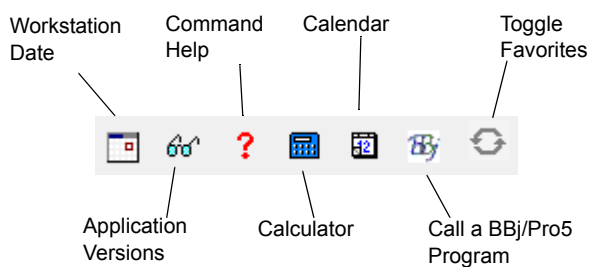 Workstation
Date
Command
Help
Calendar
Toggle
Favorites
?
12
BBj
Application
Versions
Calculator
Call a BBj/Pro5
Program